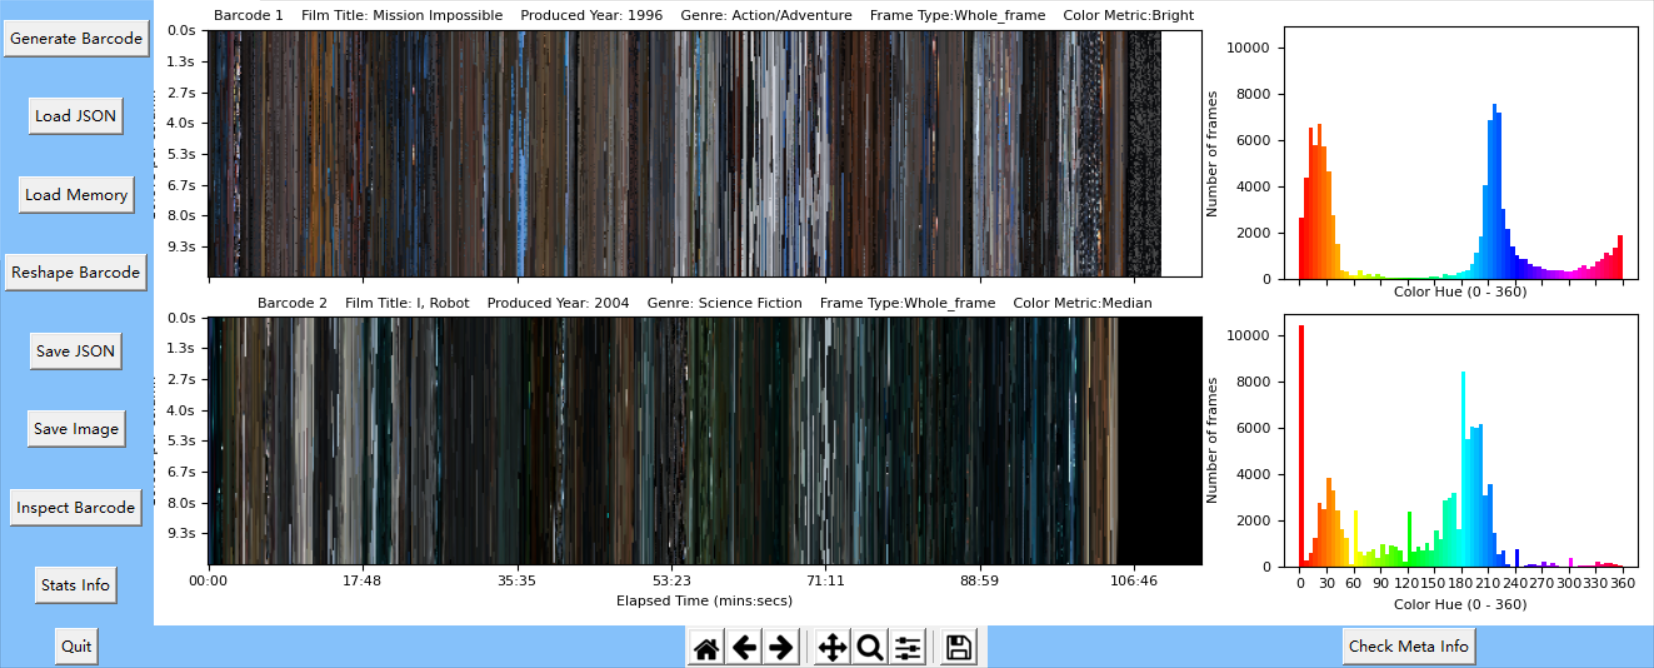 Generate Barcode
Load JSON
Load Memory
Reshape Barcode
Save JSON
Save Image
Inspect Barcode
Stats Info
Quit
Barcode 1 Film Title: Mission Impossible Produced Year: 1996 Genre: Action/Adventure Frame Type:Whole_frame Color Metric:Bright
0.0s
1.3s
2.7s
4.0s
5.3s
6.7s
8.0s
9.3s
Number of frames
10000
8000
6000
4000
2000
0
Color Hue (0 - 360)
Barcode 2 Film Title: I, Robot Produced Year: 2004 Genre: Science Fiction Frame Type:Whole_frame Color Metric:Median
0.0s
1.3s
2.7s
4.0s
5.3s
6.7s
8.0s
9.3s
00:00 17:48 35:35 53:23 71:11 88:59 106:46
Elapsed Time (mins:secs)
Number of frames
10000
8000
6000
4000
2000
0
0 30 60 90 120 150 180 210 240 270 300 330 360
Color Hue (0 - 360)
Check Meta Info